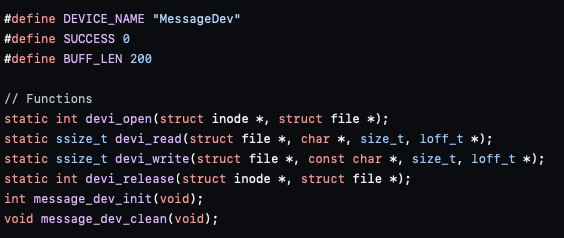 #define DEVICE_NAME "MessageDev"
#define SUCCESS 0
#define BUFF_LEN 200
// Functions
static int devi_open(struct inode *, struct file *);
static ssize_t devi_read(struct file *, char *, size_t, loff_t *);
static ssize_t devi_write(struct file *, const char *, size_t, loff_t *);
static int devi_release(struct inode *, struct file *);
int message_dev_init(void);
void message_dev_clean(void);